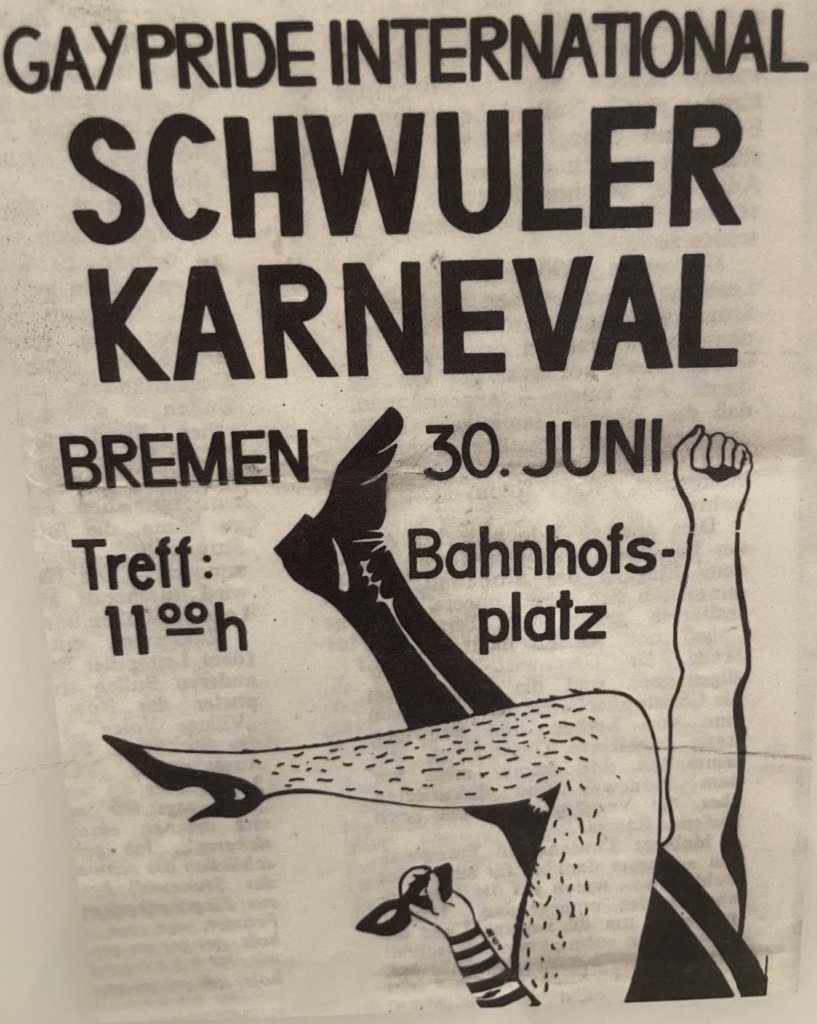 GAY PRIDE INTERNATIONAL
SCHWULER
KARNEVAL
BREMEN 30. JUNI
Treff: Bahnhofs-
11⁰⁰h platz